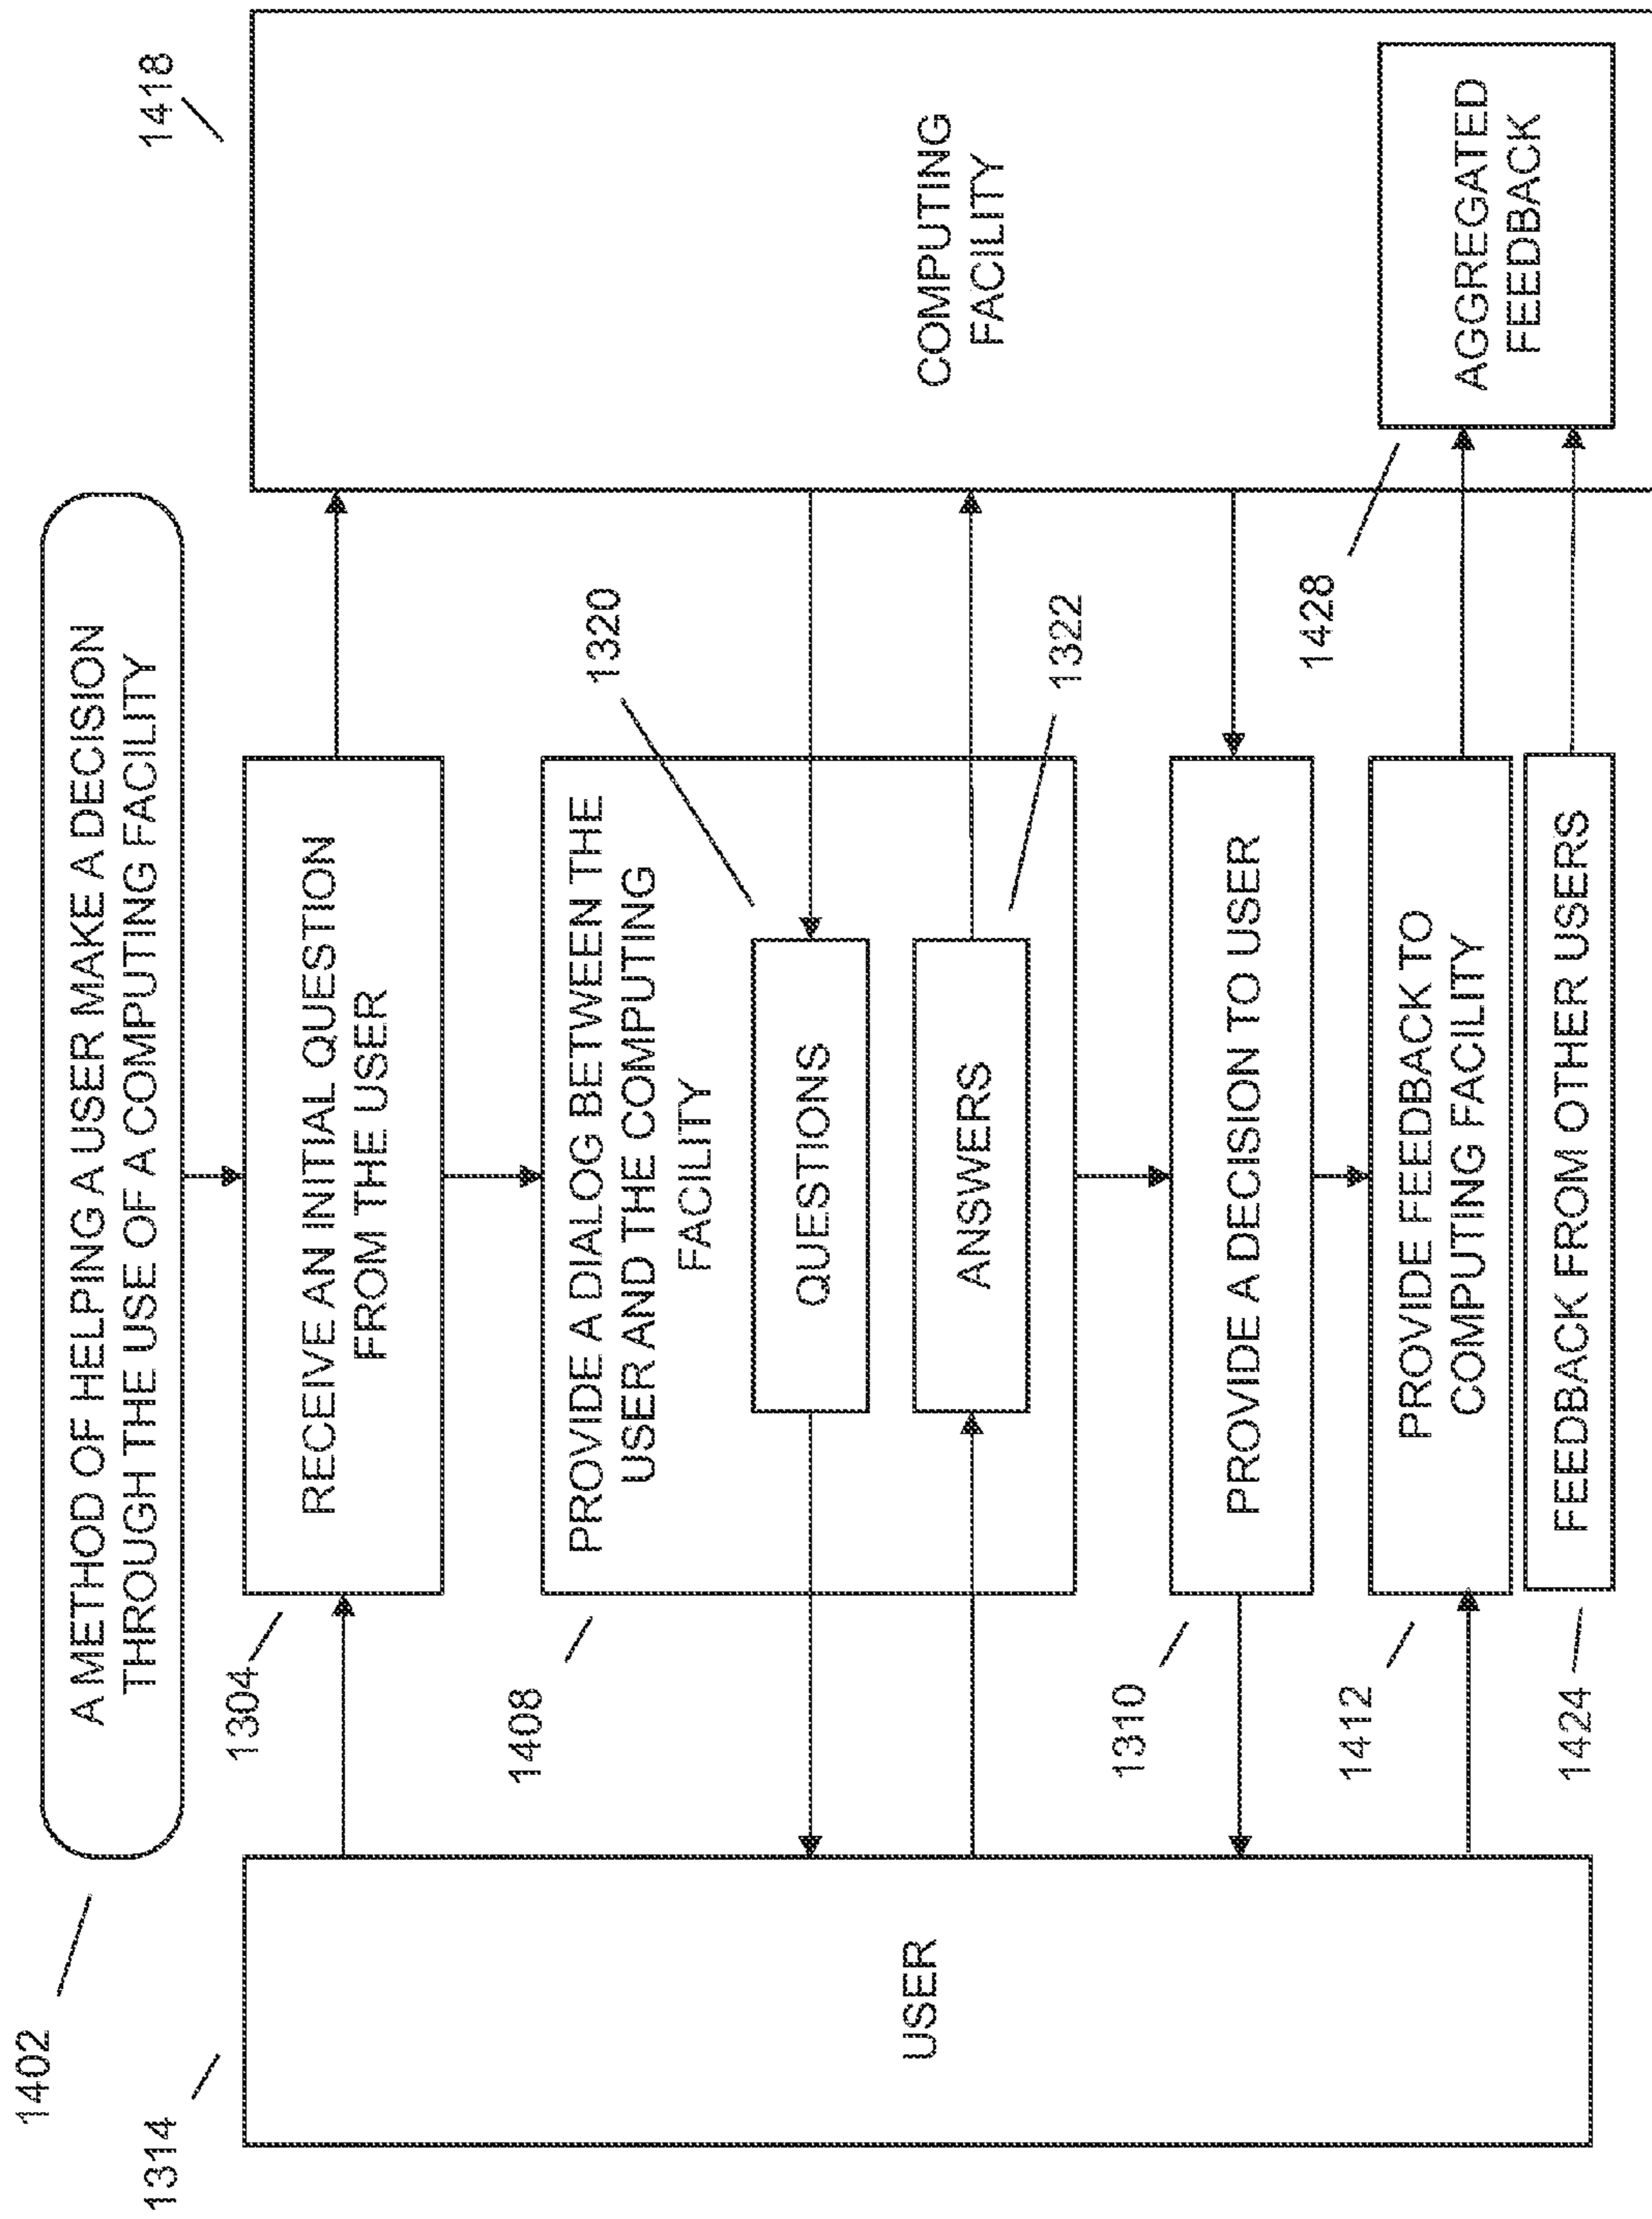 1402
A METHOD OF HELPING A USER MAKE A DECISION
THROUGH THE USE OF A COMPUTING FACILITY
1314
USER
1304
RECEIVE AN INITIAL QUESTION
FROM THE USER
1408
PROVIDE A DIALOG BETWEEN THE
USER AND THE COMPUTING
FACILITY
1320
QUESTIONS
1322
ANSWERS
1310
PROVIDE A DECISION TO USER
1412
PROVIDE FEEDBACK TO
COMPUTING FACILITY
1424
FEEDBACK FROM OTHER USERS
1418
COMPUTING
FACILITY
1428
AGGREGATED
FEEDBACK